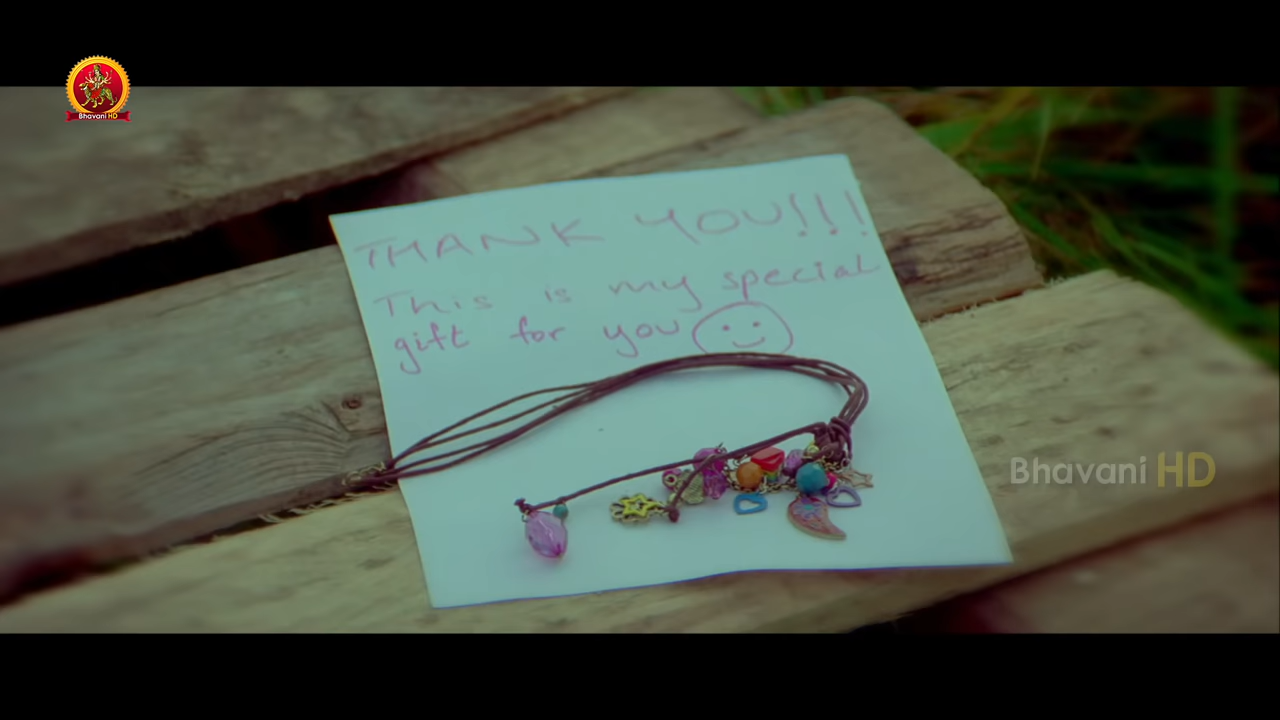 Bhavani HD
THANK YOU!!!
This is my special
gift for you
Bhavani HD